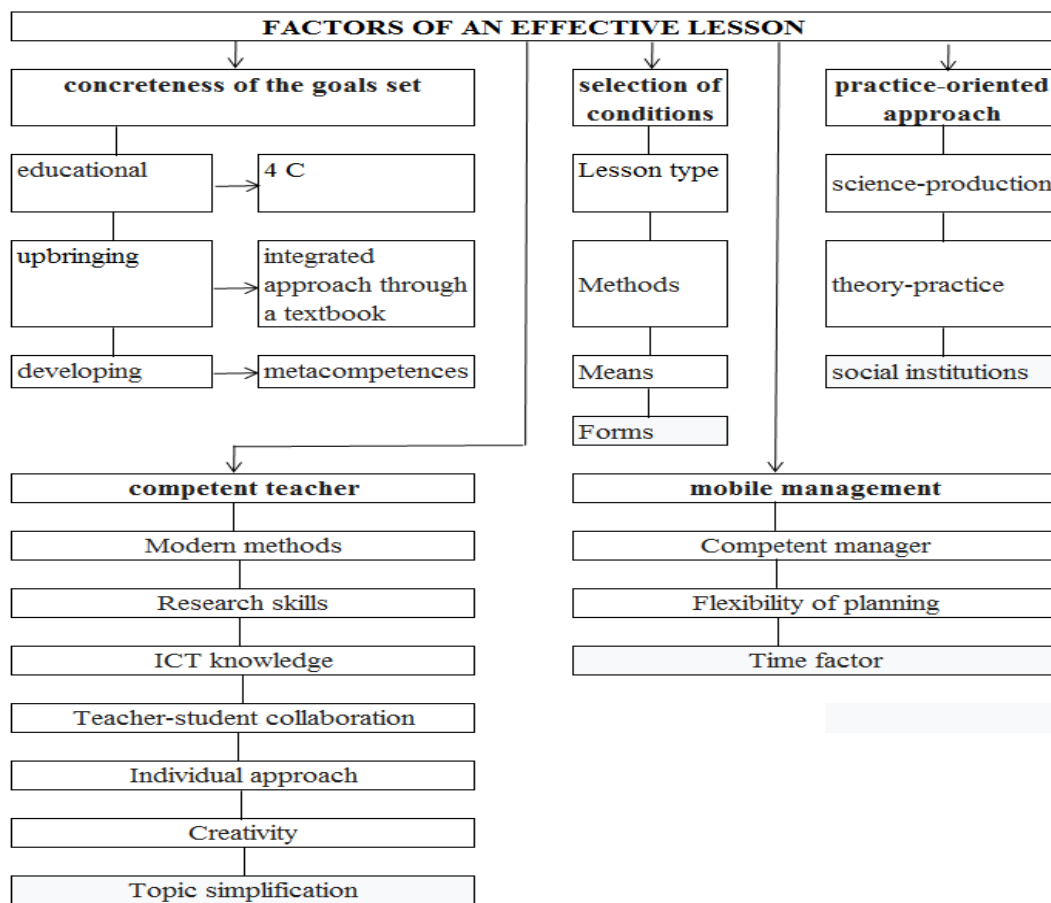 FACTORS OF AN EFFECTIVE LESSON
concreteness of the goals set
educational
4 C
upbringing
integrated
approach through
a textbook
developing
metacompetences
selection of
conditions
Lesson type
Methods
Means
Forms
practice-oriented
approach
science-production
theory-practice
social institutions
competent teacher
Modern methods
Research skills
ICT knowledge
Teacher-student collaboration
Individual approach
Creativity
Topic simplification
mobile management
Competent manager
Flexibility of planning
Time factor